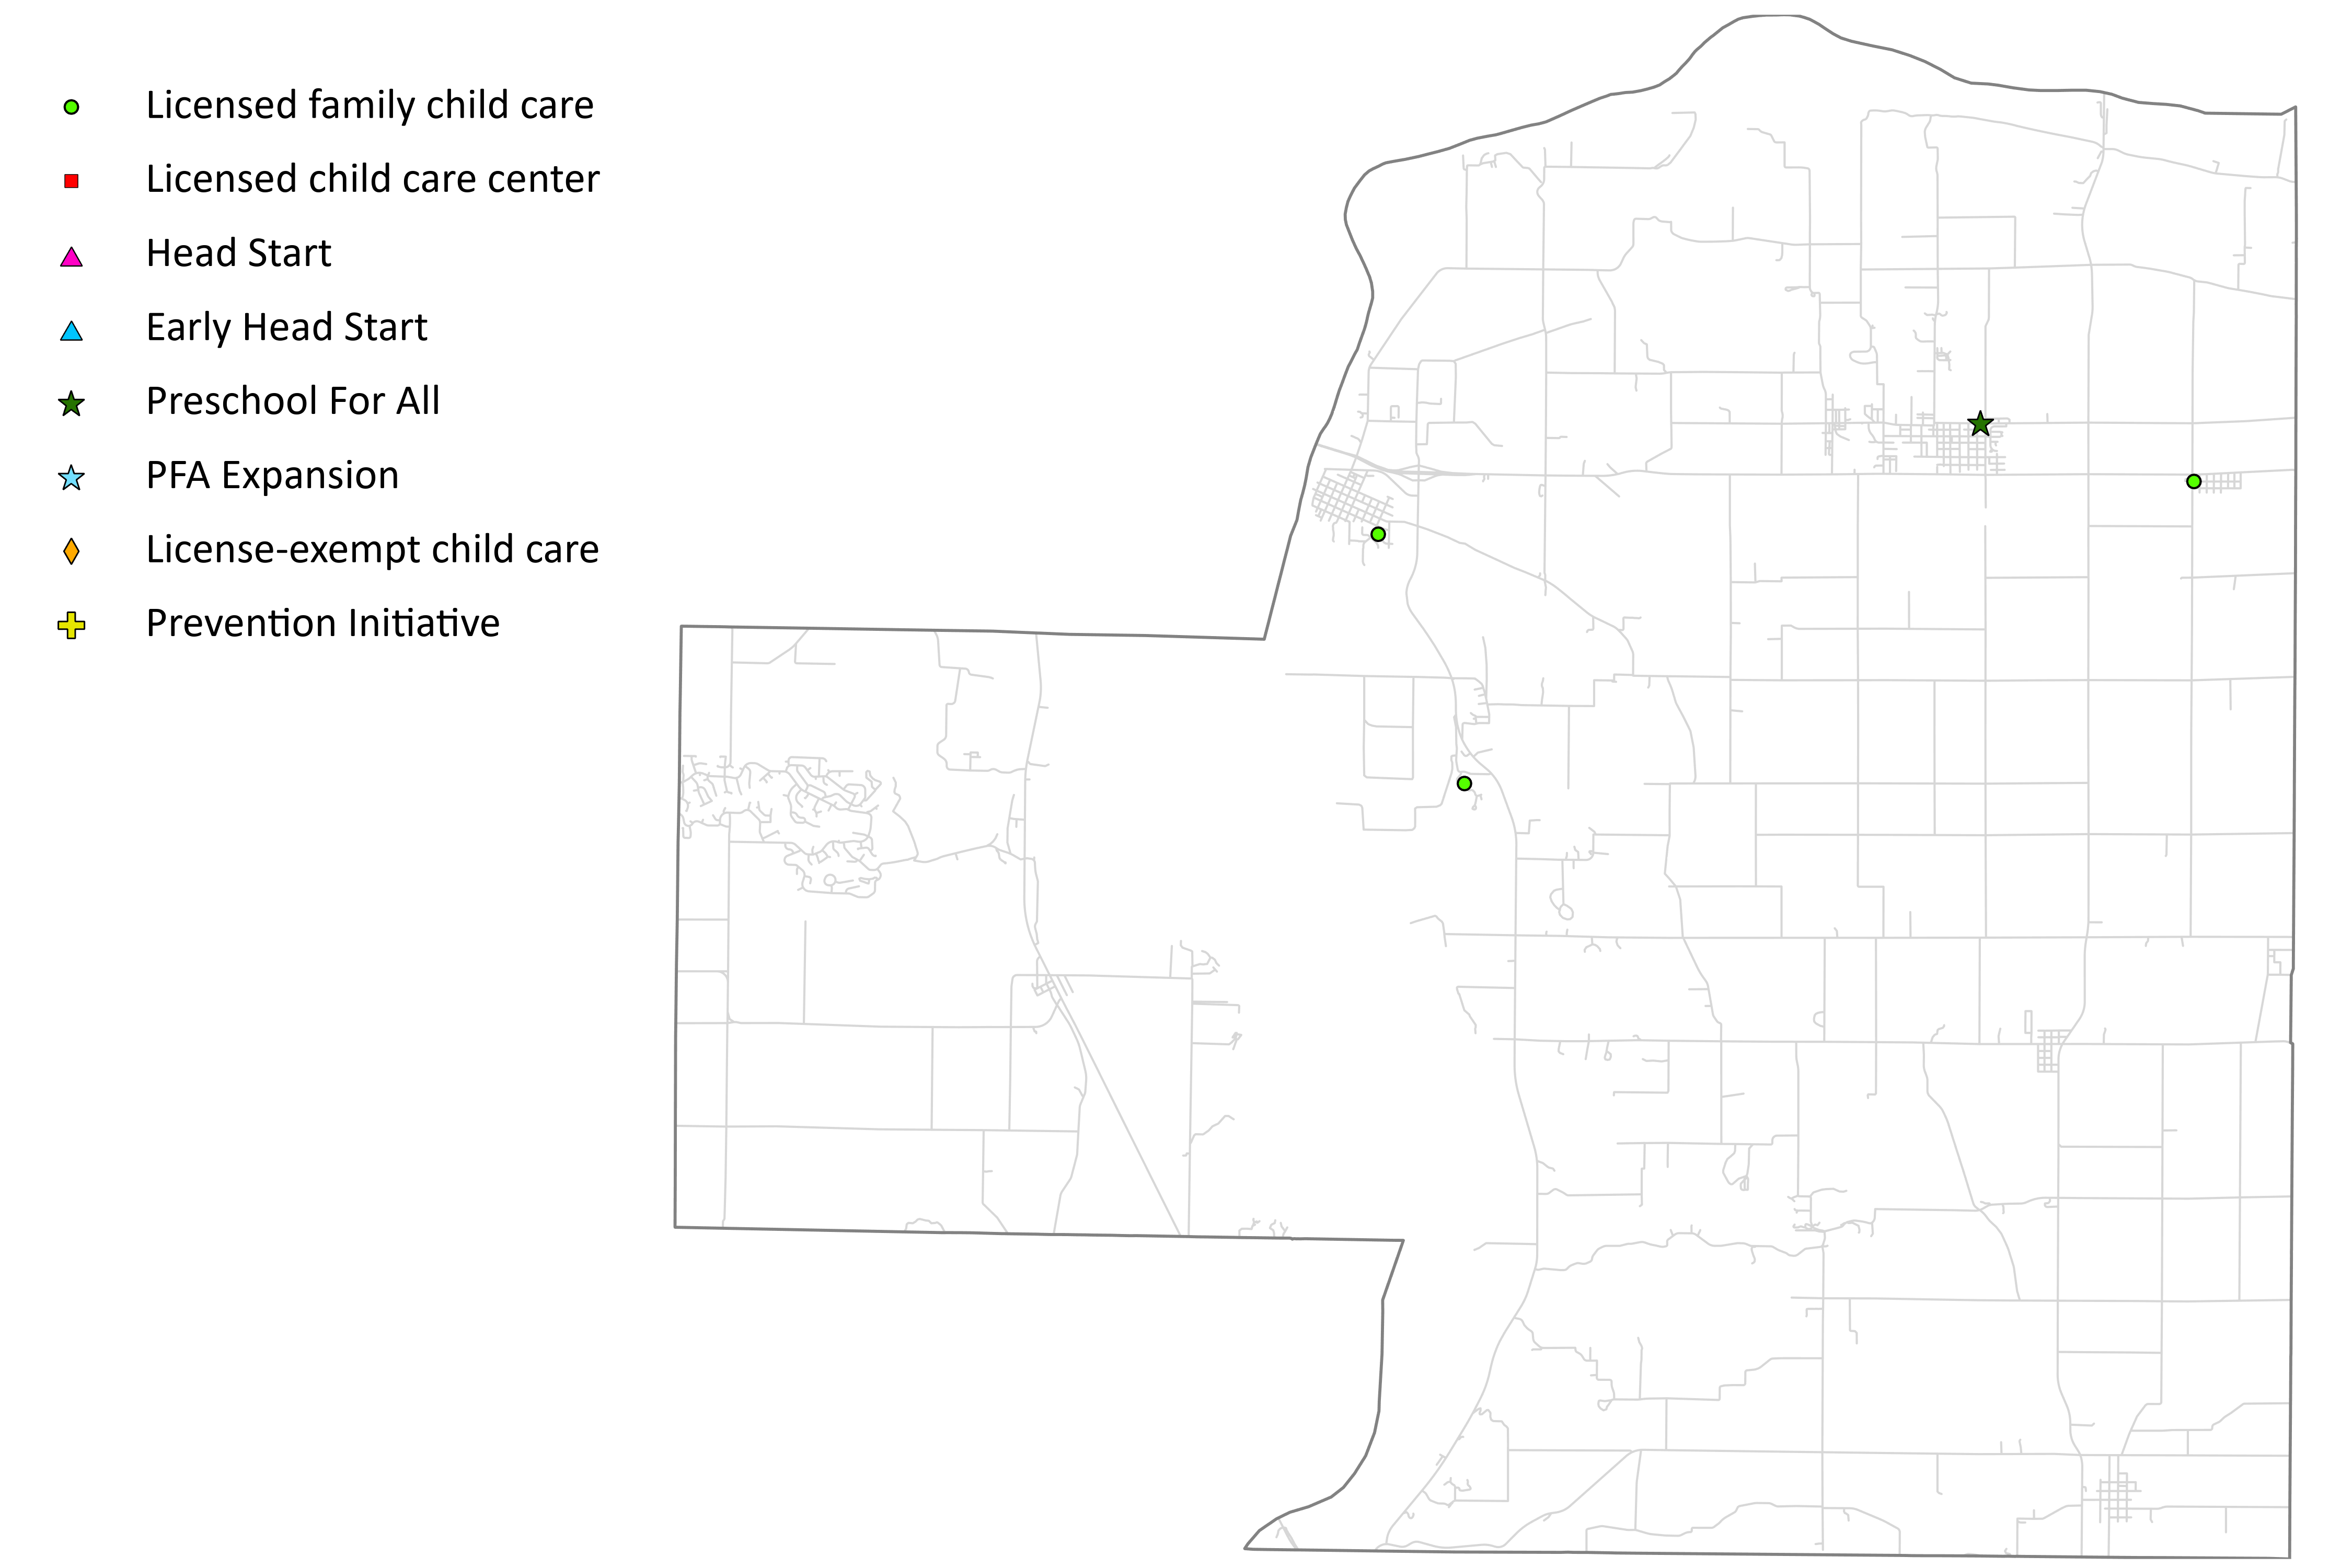 Licensed family child care
Licensed child care center
Head Start
Early Head Start
Preschool For All
PFA Expansion
License-exempt child care
Prevention Initiative